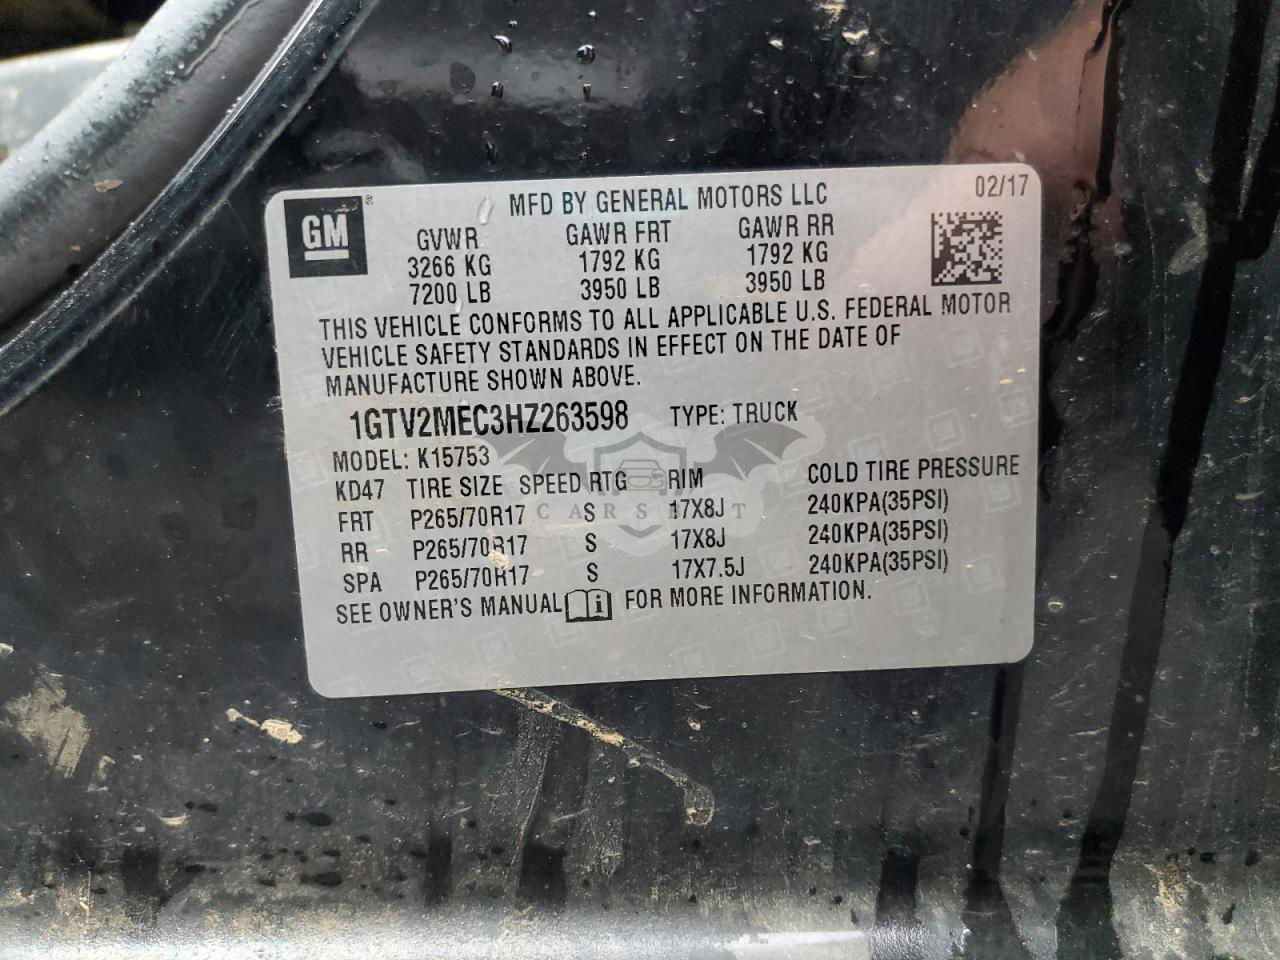 GM ®
MFD BY GENERAL MOTORS LLC 02/17
GVWR GAWR FRT GAWR RR
3266 KG 1792 KG 1792 KG
7200 LB 3950 LB 3950 LB
THIS VEHICLE CONFORMS TO ALL APPLICABLE U.S. FEDERAL MOTOR
VEHICLE SAFETY STANDARDS IN EFFECT ON THE DATE OF
MANUFACTURE SHOWN ABOVE.
1GTV2MEC3HZ263598 TYPE: TRUCK
MODEL: K15753
KD47 TIRE SIZE SPEED RTG RIM COLD TIRE PRESSURE
FRT P265/70R17 S 17X8J 240KPA(35PSI)
RR P265/70R17 S 17X8J 240KPA(35PSI)
SPA P265/70R17 S 17X7.5J 240KPA(35PSI)
SEE OWNER'S MANUAL i FOR MORE INFORMATION.